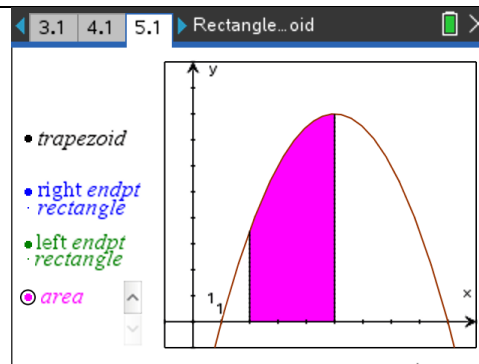 3.1 4.1 5.1 Rectangle...oid
y
trapezoid
right endpt
rectangle
left endpt
rectangle
area
1
1
x